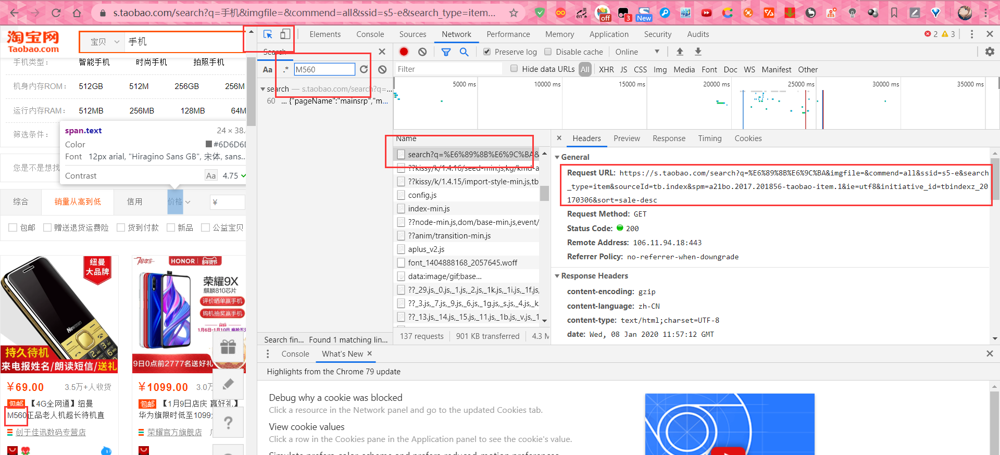 s.taobao.com/search?q=手机&imgfile=&commend=all&ssid=s5-e&search_type=item...
英
en
off
3
New
淘宝网
Taobao.com
宝贝
手机
手机类型：
智能手机
时尚手机
拍照手机
机身内存ROM：
512GB
512M
256GB
256M
运行内存RAM：
512MB
256MB
128MB
64M
筛选条件：
span.text
24 × 38.
Color
#6D6D6D
Font
12px arial, "Hiragino Sans GB", 宋体, sans...
Contrast
Aa
4.75
您是不是想找
综合
销量从高到低
信用
价格
¥
包邮
赠送退货运费险
货到付款
新品
公益宝贝
纽曼
大品牌
Newman
持久待机
来电报姓名/朗读短信/送礼
¥69.00
3.5万+人收货
包邮
【4G全网通】纽曼
M560正品老人机超长待机直
创于佳讯数码专营店
7周年
HONOR
年货节
荣耀9X
麒麟810芯片
评价晒单赢手机
购机抽奖赢手机
1月6日-1月10日
9日0点前2777名送好礼
¥1099.00
3.0万
包邮
【1月9日店庆 赢好礼】
华为旗限时低至1099
荣耀官方旗舰店
?
Elements
Console
Sources
Network
Performance
Memory
Application
Security
Audits
2
3
Search
Aa
.*
M560
search — s.taobao.com/search?q=...
60
... {"pageName":"mainsrp","m...
Search fin...
Found 1 matching lin...
Preserve log
Disable cache
Online
Filter
Hide data URLs
All
XHR
JS
CSS
Img
Media
Font
Doc
WS
Manifest
Other
5000 ms
10000 ms
15000 ms
20000 ms
25000 ms
30000 ms
35000 ms
Name
search?q=%E6%89%8B%E6%9C%BA&
??kissy/k/1.4.16/seed-min.js,kg/kmd-a
??kissy/k/1.4.15/import-style-min.js,tb
config.js
index-min.js
??node-min.js,dom/base-min.js,event/
??anim/transition-min.js
aplus_v2.js
font_1404888168_2057645.woff
data:image/gif;base...
??_29.js,_0.js,_1.js,_2.js,_1k.js,_1i.js,_1f.js,
??_3.js,_7.js,_9.js,_6.js,_1g.js,_s.js,_4.js,_k.
??_13.js,_14.js,_15.js,_11.js,_1b.js,_v.js,_1
137 requests
901 KB transferred
4.3 M
Headers
Preview
Response
Timing
Cookies
General
Request URL: https://s.taobao.com/search?q=%E6%89%8B%E6%9C%BA&imgfile=&commend=all&ssid=s5-e&search
_type=item&sourceId=tb.index&spm=a21bo.2017.201856-taobao-item.1&ie=utf8&initiative_id=tbindexz_20
170306&sort=sale-desc
Request Method: GET
Status Code: 200
Remote Address: 106.11.94.18:443
Referrer Policy: no-referrer-when-downgrade
Response Headers
content-encoding: gzip
content-language: zh-CN
content-type: text/html;charset=UTF-8
date: Wed, 08 Jan 2020 11:57:12 GMT
Console
What's New
Highlights from the Chrome 79 update
Debug why a cookie was blocked
Click a resource in the Network panel and go to the updated Cookies tab.
View cookie values
Click a row in the Cookies pane in the Application panel to see the cookie's value.
Simulate prefers-color-scheme and prefers-reduced-motion preferences